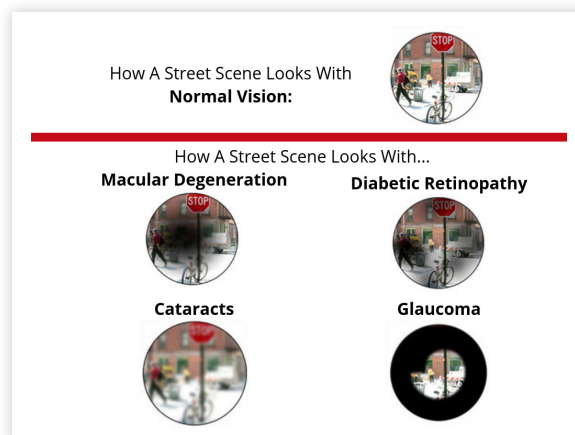 How A Street Scene Looks With
Normal Vision:
STOP
How A Street Scene Looks With...
Macular Degeneration
Diabetic Retinopathy
STOP
STOP
Cataracts
Glaucoma
STOP